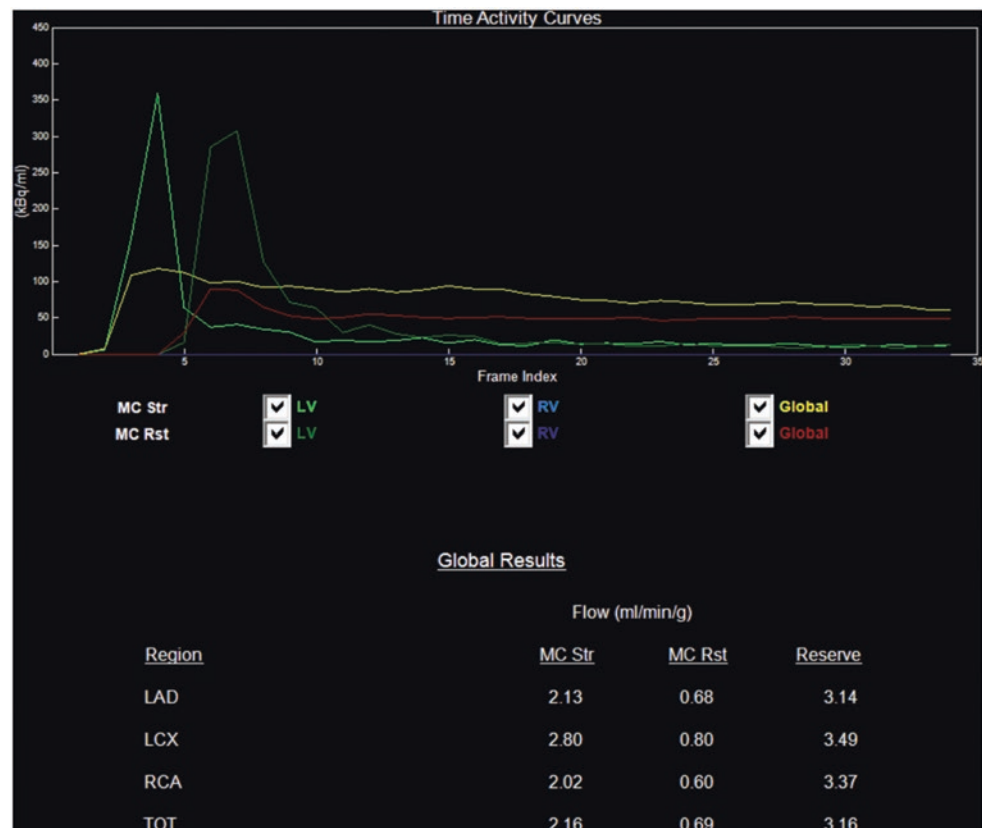 Time Activity Curves
450
400
350
300
250
200
150
100
50
0
(kBq/ml)
5 10 15 20 25 30 35
Frame Index
MC Str LV RV Global
MC Rst LV RV Global
Global Results
Flow (ml/min/g)
Region MC Str MC Rst Reserve
LAD 2.13 0.68 3.14
LCX 2.80 0.80 3.49
RCA 2.02 0.60 3.37
TOT 2.16 0.69 3.16